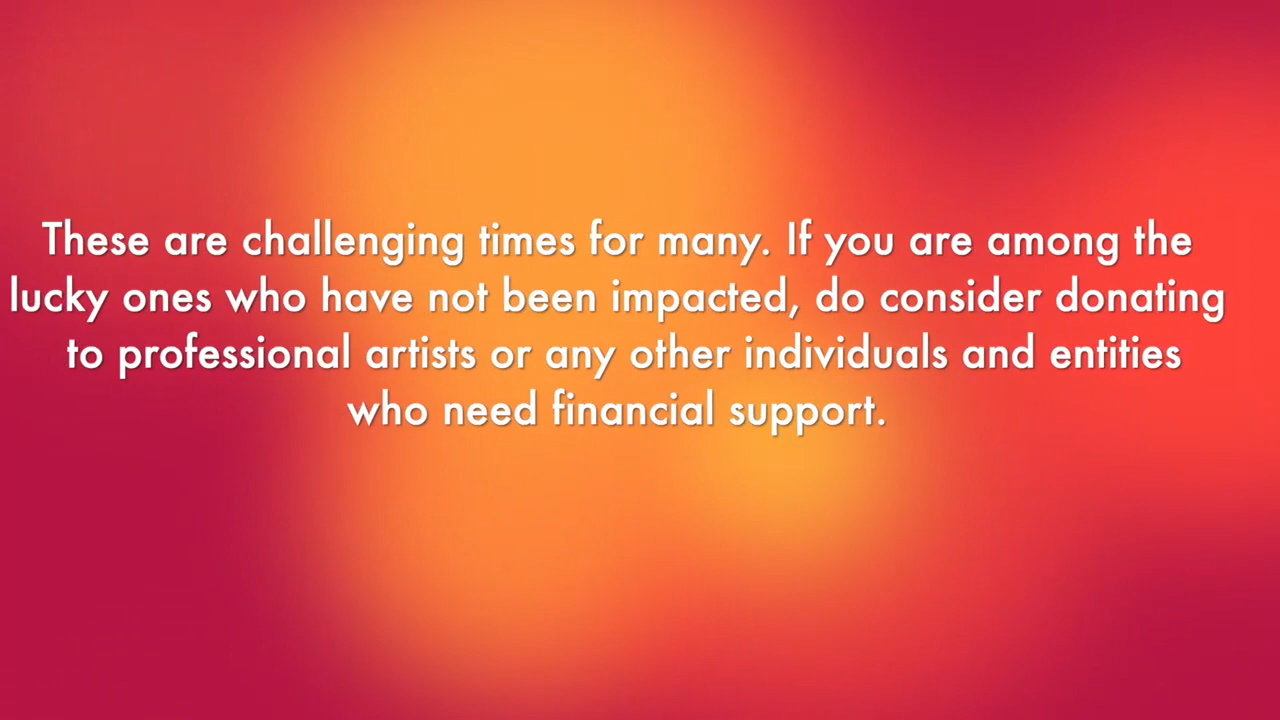 These are challenging times for many. If you are among the
lucky ones who have not been impacted, do consider donating
to professional artists or any other individuals and entities
who need financial support.